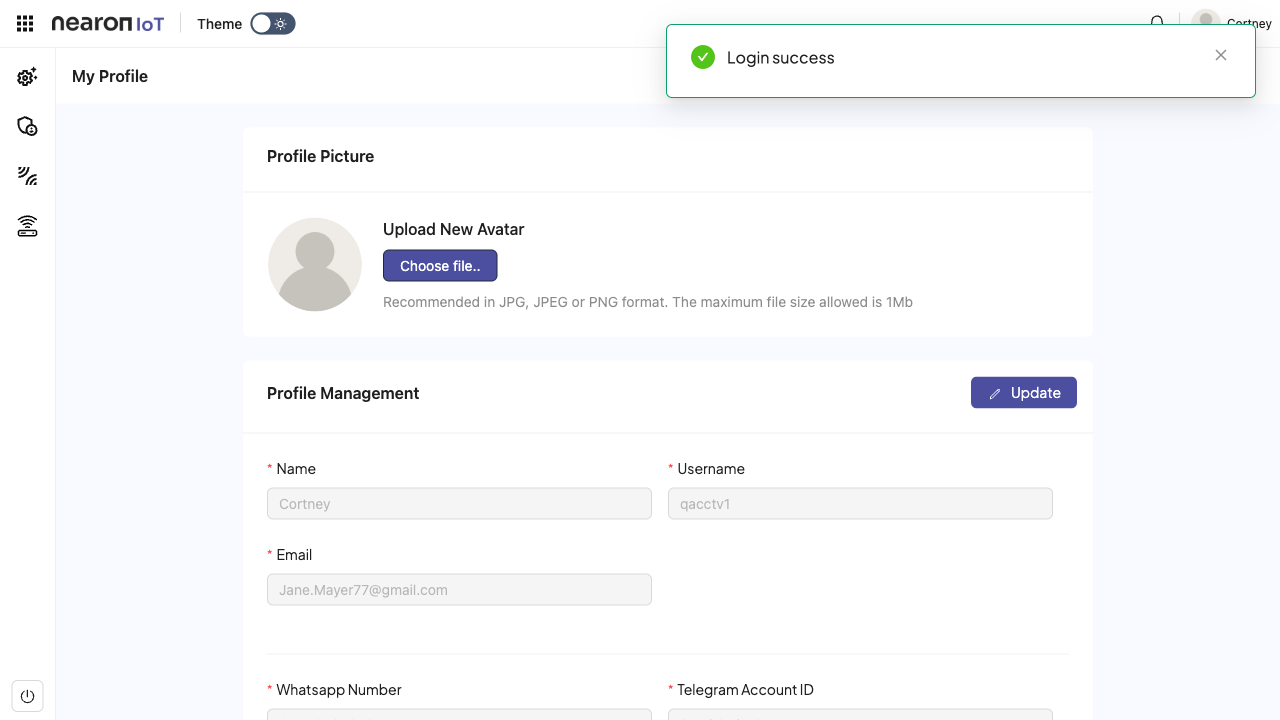 nearon IoT
Theme
Cortney
Login success
My Profile
Profile Picture
Upload New Avatar
Choose file..
Recommended in JPG, JPEG or PNG format. The maximum file size allowed is 1Mb
Profile Management
Update
* Name
* Username
Cortney
qacctv1
* Email
Jane.Mayer77@gmail.com
* Whatsapp Number
* Telegram Account ID